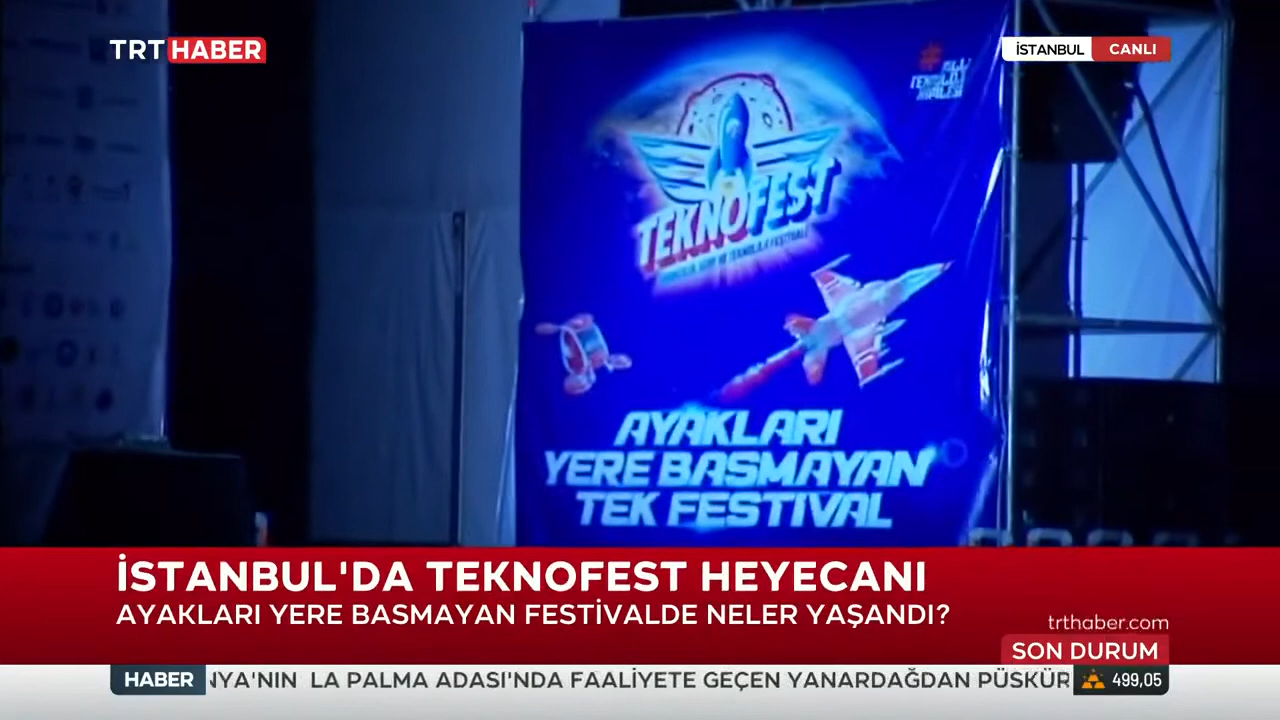 TRT HABER
İSTANBUL CANLI
TEKNOFEST
AYAKLARI
YERE BASMAYAN
TEK FESTIVAL
İSTANBUL'DA TEKNOFEST HEYECANI
AYAKLARI YERE BASMAYAN FESTİVALDE NELER YAŞANDI?
trthaber.com
SON DURUM
HABER NYA'NIN LA PALMA ADASI'NDA FAALİYETE GEÇEN YANARDAĞDAN PÜSKÜR 499,05